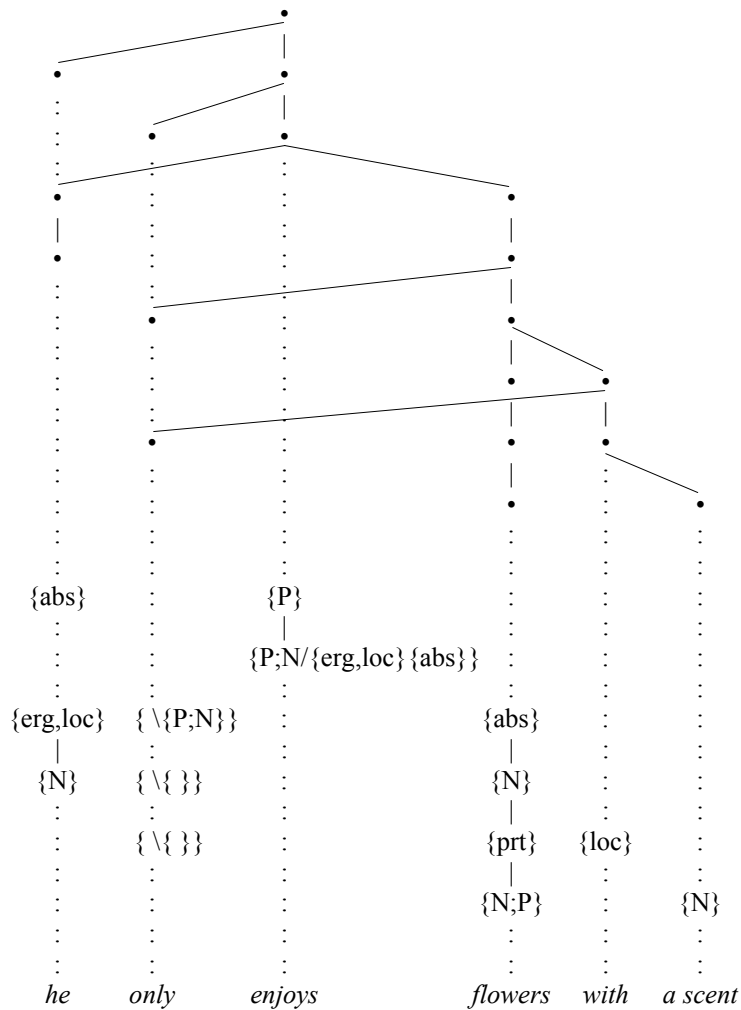 {abs} {P}
{P;N/{erg,loc}{abs}}
{erg,loc} { \{P;N}} {abs}
{N} { \{ }} {N}
{ \{ }} {prt} {loc}
{N;P} {N}
he only enjoys flowers with a scent